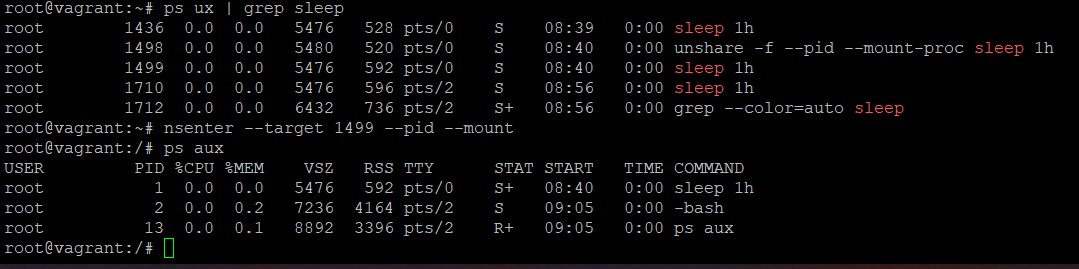 root@vagrant:~# ps ux | grep sleep
root        1436  0.0  0.0   5476   528 pts/0    S    08:39   0:00 sleep 1h
root        1498  0.0  0.0   5480   520 pts/0    S    08:40   0:00 unshare -f --pid --mount-proc sleep 1h
root        1499  0.0  0.0   5476   592 pts/0    S    08:40   0:00 sleep 1h
root        1710  0.0  0.0   5476   596 pts/2    S    08:56   0:00 sleep 1h
root        1712  0.0  0.0   6432   736 pts/2    S+   08:56   0:00 grep --color=auto sleep
root@vagrant:~# nsenter --target 1499 --pid --mount
root@vagrant:/# ps aux
USER         PID %CPU %MEM    VSZ   RSS TTY      STAT START   TIME COMMAND
root           1  0.0  0.0   5476   592 pts/0    S+   08:40   0:00 sleep 1h
root           2  0.0  0.2   7236  4164 pts/2    S    09:05   0:00 -bash
root          13  0.0  0.1   8892  3396 pts/2    R+   09:05   0:00 ps aux
root@vagrant:/#